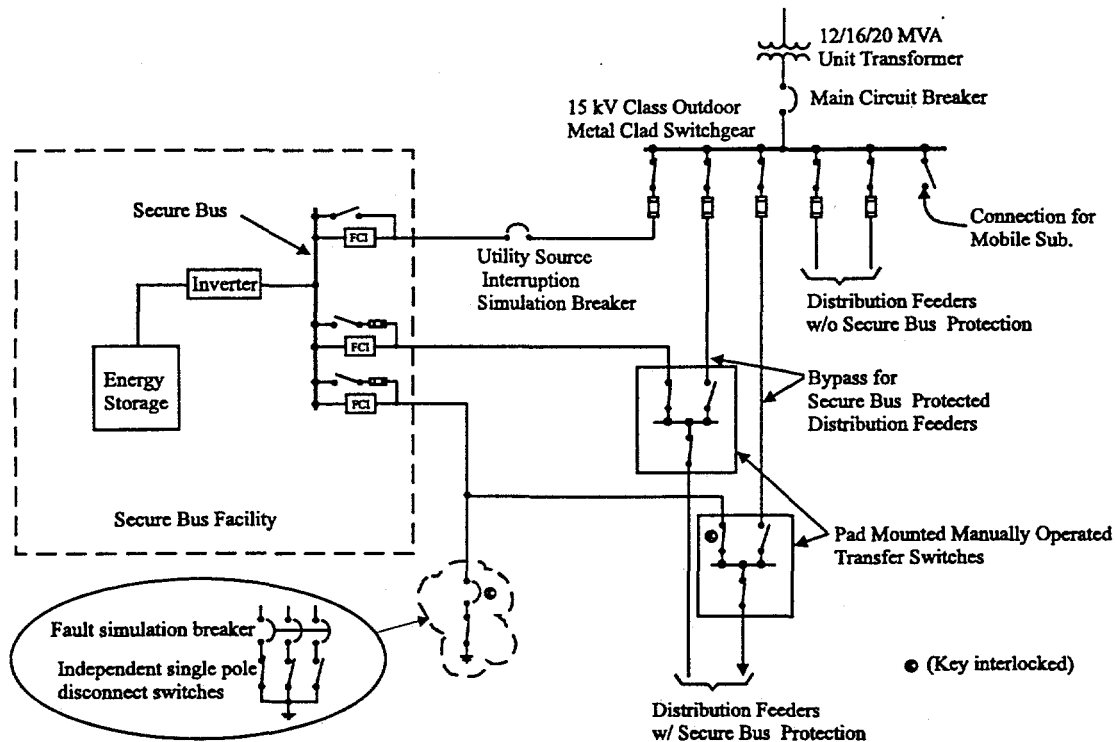 12/16/20 MVA
Unit Transformer
Main Circuit Breaker
15 kV Class Outdoor
Metal Clad Switchgear
Secure Bus
FCI
Connection for
Mobile Sub.
Utility Source
Interruption
Simulation Breaker
Inverter
Distribution Feeders
w/o Secure Bus Protection
FCI
Energy
Storage
Bypass for
Secure Bus Protected
Distribution Feeders
FCI
Secure Bus Facility
Pad Mounted Manually Operated
Transfer Switches
Fault simulation breaker
Independent single pole
disconnect switches
(Key interlocked)
Distribution Feeders
w/ Secure Bus Protection